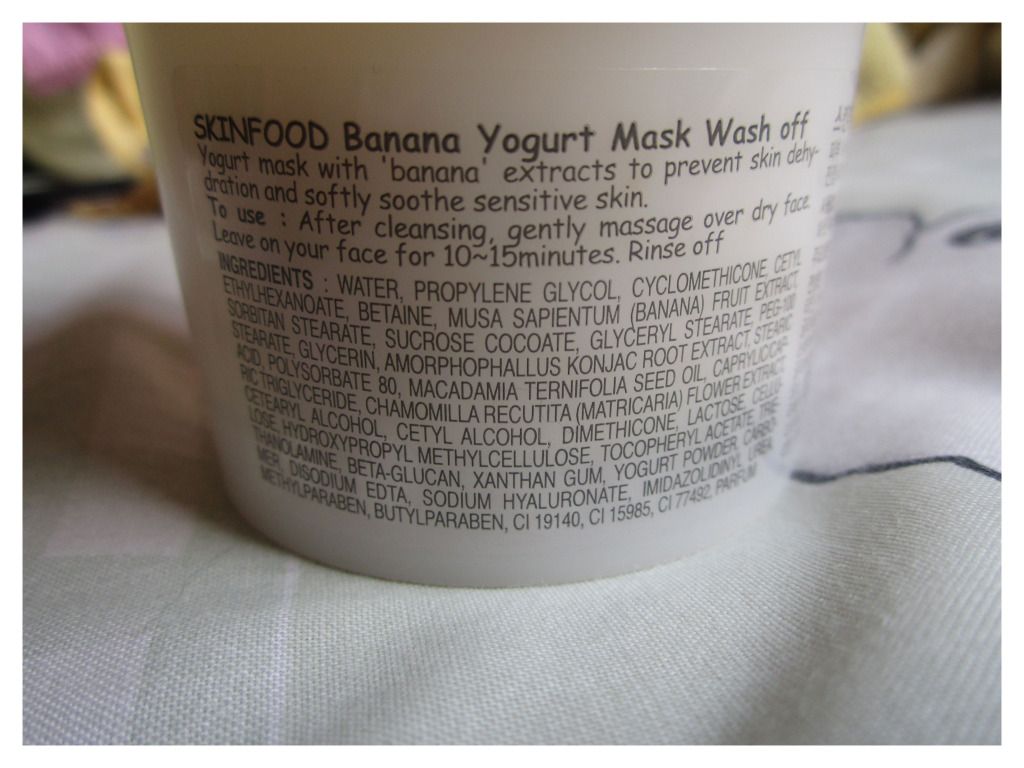 SKINFOOD Banana Yogurt Mask Wash off
Yogurt mask with 'banana' extracts to prevent skin dehy-
dration and softly soothe sensitive skin.
To use : After cleansing, gently massage over dry face.
Leave on your face for 10~15minutes. Rinse off
INGREDIENTS : WATER, PROPYLENE GLYCOL, CYCLOMETHICONE, CETYL
ETHYLHEXANOATE, BETAINE, MUSA SAPIENTUM (BANANA) FRUIT EXTRACT,
SORBITAN STEARATE, SUCROSE COCOATE, GLYCERYL STEARATE, PEG-100
STEARATE, GLYCERIN, AMORPHOPHALLUS KONJAC ROOT EXTRACT, STEARIC
ACID, POLYSORBATE 80, MACADAMIA TERNIFOLIA SEED OIL, CAPRYLIC/CAP-
RIC TRIGLYCERIDE, CHAMOMILLA RECUTITA (MATRICARIA) FLOWER EXTRACT,
CETEARYL ALCOHOL, CETYL ALCOHOL, DIMETHICONE, LACTOSE, CELLU-
LOSE, HYDROXYPROPYL METHYLCELLULOSE, TOCOPHERYL ACETATE, TRIE-
THANOLAMINE, BETA-GLUCAN, XANTHAN GUM, YOGURT POWDER, CARBO-
MER, DISODIUM EDTA, SODIUM HYALURONATE, IMIDAZOLIDINYL UREA,
METHYLPARABEN, BUTYLPARABEN, CI 19140, CI 15985, CI 77492, PARFUM